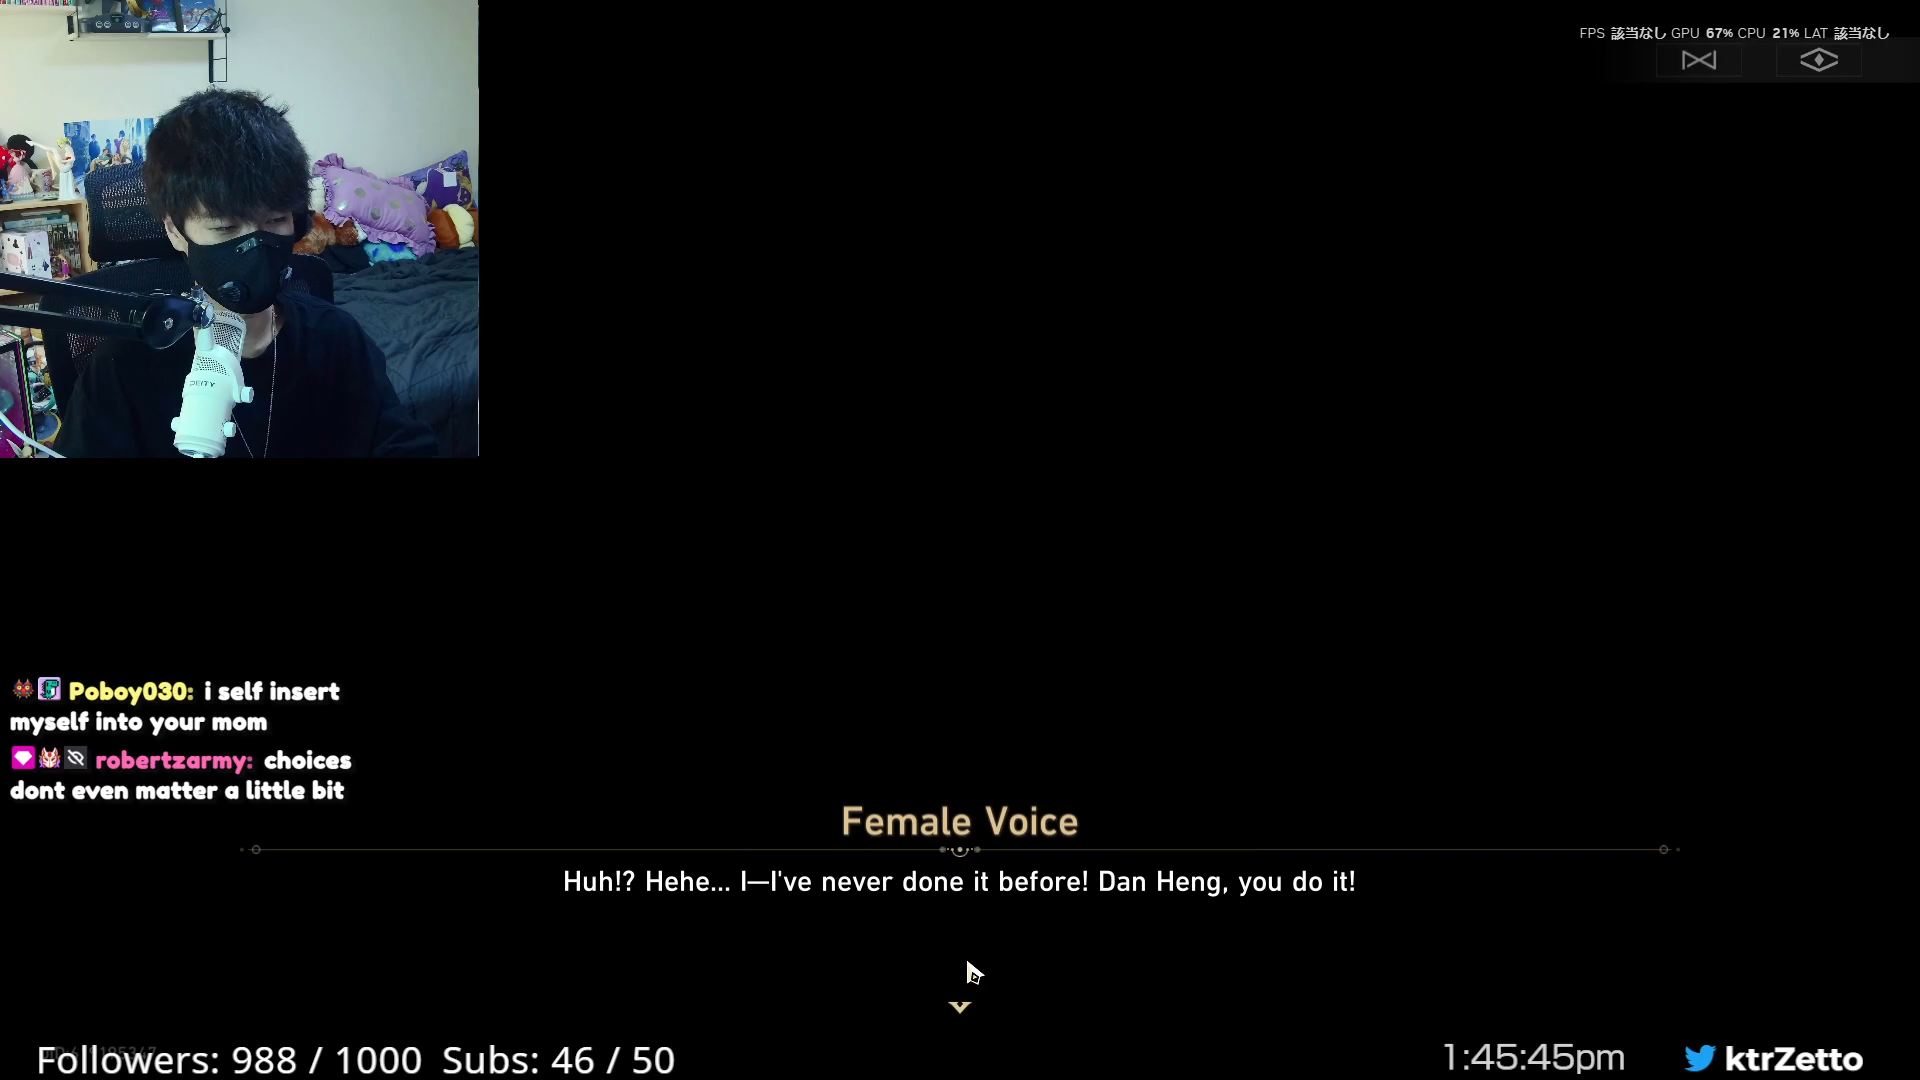 FPS 該当なし GPU 67% CPU 21% LAT 該当なし
DEITY
Poboy030: i self insert
myself into your mom
robertzarmy: choices
dont even matter a little bit
Female Voice
Huh!? Hehe... I—I've never done it before! Dan Heng, you do it!
Followers: 988 / 1000 Subs: 46 / 50
1:45:45pm
ktrZetto